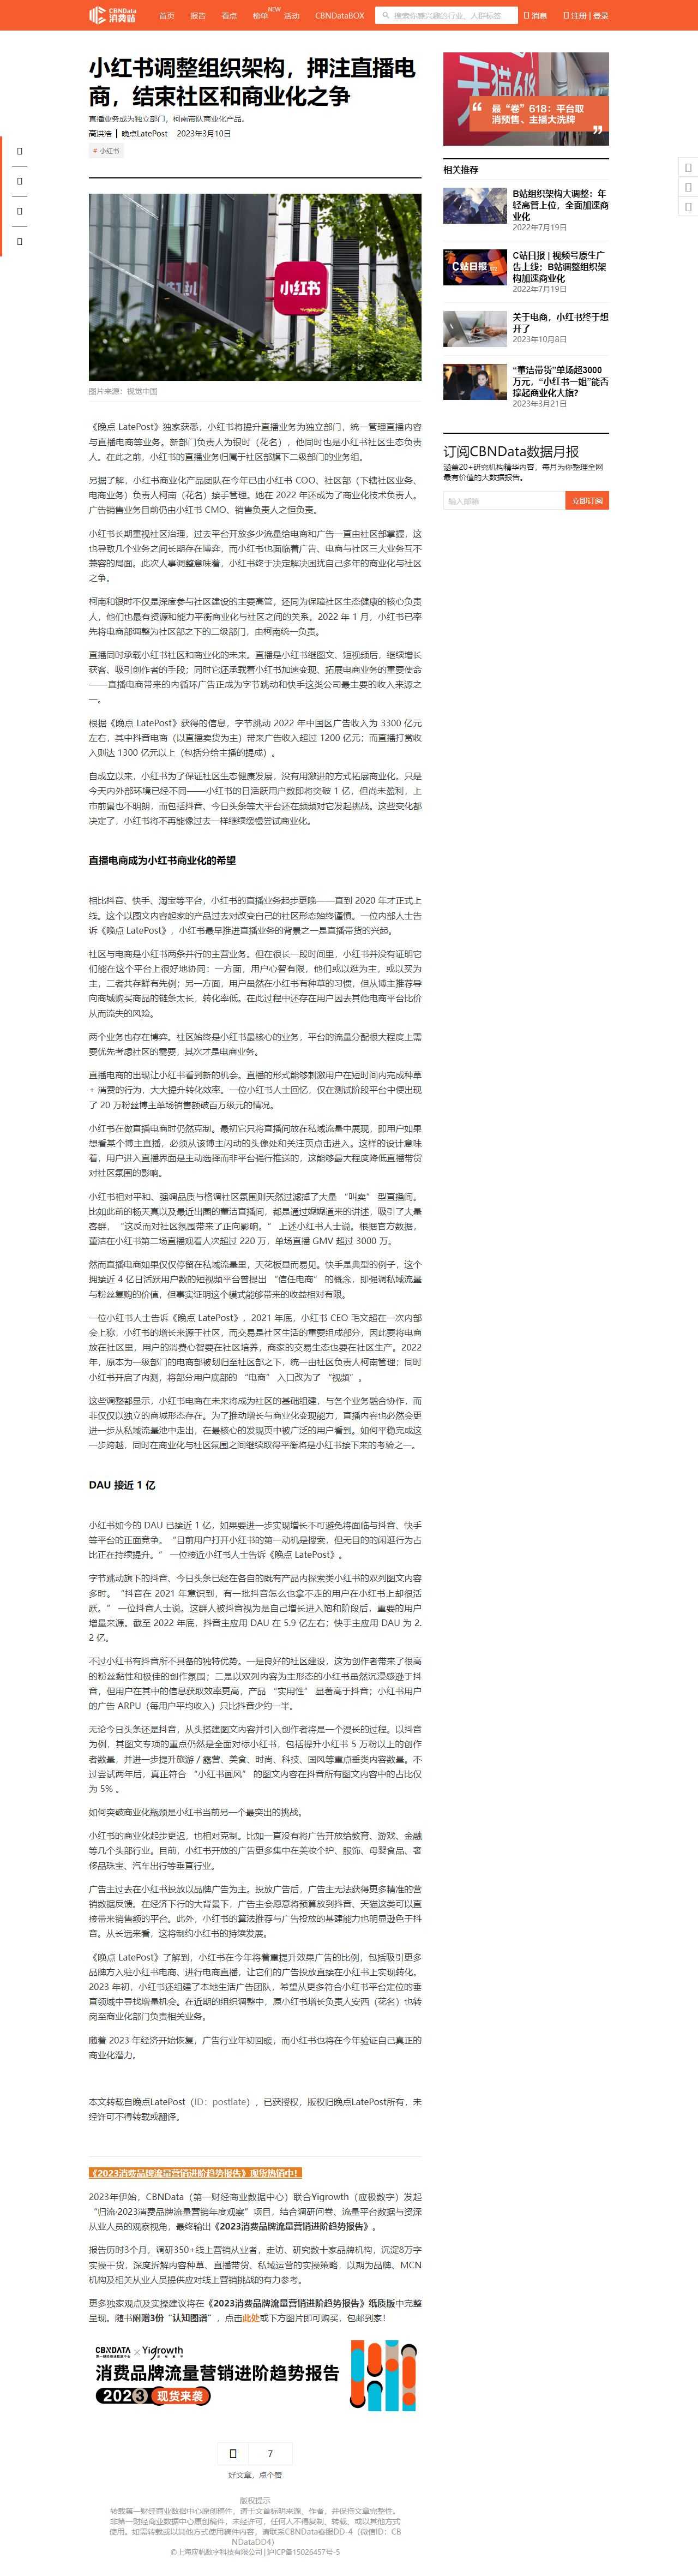 CBNData
消费站
首页
报告
看点
榜单
NEW
活动
CBNDataBOX
搜索你感兴趣的行业、人群标签
消息
注册 | 登录
小红书调整组织架构，押注直播电
商，结束社区和商业化之争
直播业务成为独立部门，柯南带队商业化产品。
高洪浩 | 晚点LatePost 2023年3月10日
# 小红书
小红书
图片来源：视觉中国
《晚点 LatePost》独家获悉，小红书将提升直播业务为独立部门，统一管理直播内容
与直播电商等业务。新部门负责人为银时（花名），他同时也是小红书社区生态负责
人。在此之前，小红书的直播业务归属于社区部旗下二级部门的业务组。
另据了解，小红书商业化产品团队在今年已由小红书 COO、社区部（下辖社区业务、
电商业务）负责人柯南（花名）接手管理。她在 2022 年还成为了商业化技术负责人。
广告销售业务目前仍由小红书 CMO、销售负责人之恒负责。
小红书长期重视社区治理，过去平台开放多少流量给电商和广告一直由社区部掌握，这
也导致几个业务之间长期存在博弈，而小红书也面临着广告、电商与社区三大业务互不
兼容的局面。此次人事调整意味着，小红书终于决定解决困扰自己多年的商业化与社区
之争。
柯南和银时不仅是深度参与社区建设的主要高管，还同为保障社区生态健康的核心负责
人，他们也最有资源和能力平衡商业化与社区之间的关系。2022 年 1 月，小红书已率
先将电商部调整为社区部之下的二级部门，由柯南统一负责。
直播同时承载小红书社区和商业化的未来。直播是小红书继图文、短视频后，继续增长
获客、吸引创作者的手段；同时它还承载着小红书加速变现、拓展电商业务的重要使命
——直播电商带来的内循环广告正成为字节跳动和快手这类公司最主要的收入来源之
一。
根据《晚点 LatePost》获得的信息，字节跳动 2022 年中国区广告收入为 3300 亿元
左右，其中抖音电商（以直播卖货为主）带来广告收入超过 1200 亿元；而直播打赏收
入则达 1300 亿元以上（包括分给主播的提成）。
自成立以来，小红书为了保证社区生态健康发展，没有用激进的方式拓展商业化。只是
今天内外部环境已经不同——小红书的日活跃用户数即将突破 1 亿，但尚未盈利，上
市前景也不明朗，而包括抖音、今日头条等大平台还在频频对它发起挑战。这些变化都
决定了，小红书将不再能像过去一样继续缓慢尝试商业化。
直播电商成为小红书商业化的希望
相比抖音、快手、淘宝等平台，小红书的直播业务起步更晚——直到 2020 年才正式上
线。这个以图文内容起家的产品过去对改变自己的社区形态始终谨慎。一位内部人士告
诉《晚点 LatePost》，小红书最早推进直播业务的背景之一是直播带货的兴起。
社区与电商是小红书两条并行的主营业务。但在很长一段时间里，小红书并没有证明它
们能在这个平台上很好地协同：一方面，用户心智有限，他们或以逛为主，或以买为
主，二者共存鲜有先例；另一方面，用户虽然在小红书有种草的习惯，但从博主推荐导
向商城购买商品的链条太长，转化率低。在此过程中还存在用户因去其他电商平台比价
从而流失的风险。
两个业务也存在博弈。社区始终是小红书最核心的业务，平台的流量分配很大程度上需
要优先考虑社区的需要，其次才是电商业务。
直播电商的出现让小红书看到新的机会。直播的形式能够刺激用户在短时间内完成种草
+ 消费的行为，大大提升转化效率。一位小红书人士回忆，仅在测试阶段平台中便出现
了 20 万粉丝博主单场销售额破百万级元的情况。
小红书在做直播电商时仍然克制。最初它只将直播间放在私域流量中展现，即用户如果
想看某个博主直播，必须从该博主闪动的头像处和关注页点击进入。这样的设计意味
着，用户进入直播界面是主动选择而非平台强行推送的，这能够最大程度降低直播带货
对社区氛围的影响。
小红书相对平和、强调品质与格调社区氛围则天然过滤掉了大量 “叫卖” 型直播间。
比如此前的杨天真以及最近出圈的董洁直播间，都是通过娓娓道来的讲述，吸引了大量
客群，“这反而对社区氛围带来了正向影响。” 上述小红书人士说。根据官方数据，
董洁在小红书第二场直播观看人次超过 220 万，单场直播 GMV 超过 3000 万。
然而直播电商如果仅仅停留在私域流量里，天花板显而易见。快手是典型的例子，这个
拥接近 4 亿日活跃用户数的短视频平台曾提出 “信任电商” 的概念，即强调私域流量
与粉丝复购的价值，但事实证明这个模式能够带来的收益相对有限。
一位小红书人士告诉《晚点 LatePost》，2021 年底，小红书 CEO 毛文超在一次内部
会上称，小红书的增长来源于社区，而交易是社区生活的重要组成部分，因此要将电商
放在社区里，用户的消费心智要在社区培养，商家的交易生态也要在社区生产。2022
年，原本为一级部门的电商部被划归至社区部之下，统一由社区负责人柯南管理；同时
小红书开启了内测，将部分用户底部的 “电商” 入口改为了 “视频”。
这些调整都显示，小红书电商在未来将成为社区的基础组建，与各个业务融合协作，而
非仅仅以独立的商城形态存在。为了推动增长与商业化变现能力，直播内容也必然会更
进一步从私域流量池中走出，在最核心的发现页中被广泛的用户看到。如何平稳完成这
一步跨越，同时在商业化与社区氛围之间继续取得平衡将是小红书接下来的考验之一。
DAU 接近 1 亿
小红书如今的 DAU 已接近 1 亿，如果要进一步实现增长不可避免将面临与抖音、快手
等平台的正面竞争。“目前用户打开小红书的第一动机是搜索，但无目的的闲逛行为占
比正在持续提升。” 一位接近小红书人士告诉《晚点 LatePost》。
字节跳动旗下的抖音、今日头条已经在各自的既有产品内探索类小红书的双列图文内容
多时。“抖音在 2021 年意识到，有一批抖音怎么也拿不走的用户在小红书上却很活
跃。” 一位抖音人士说。这群人被抖音视为是自己增长进入饱和阶段后，重要的用户
增量来源。截至 2022 年底，抖音主应用 DAU 在 5.9 亿左右；快手主应用 DAU 为 2.
2 亿。
不过小红书有抖音所不具备的独特优势。一是良好的社区建设，这为创作者带来了很高
的粉丝黏性和极佳的创作氛围；二是以双列内容为主形态的小红书虽然沉浸感逊于抖
音，但用户在其中的信息获取效率更高，产品 “实用性” 显著高于抖音；小红书用户
的广告 ARPU（每用户平均收入）只比抖音少约一半。
无论今日头条还是抖音，从头搭建图文内容并引入创作者将是一个漫长的过程。以抖音
为例，其图文专项的重点仍然是全面对标小红书，包括提升小红书 5 万粉以上的创作
者数量，并进一步提升旅游 / 露营、美食、时尚、科技、国风等重点垂类内容数量。不
过尝试两年后，真正符合 “小红书画风” 的图文内容在抖音所有图文内容中的占比仅
为 5% 。
如何突破商业化瓶颈是小红书当前另一个最突出的挑战。
小红书的商业化起步更迟，也相对克制。比如一直没有将广告开放给教育、游戏、金融
等几个头部行业。目前，小红书开放的广告更多集中在美妆个护、服饰、母婴食品、奢
侈品珠宝、汽车出行等垂直行业。
广告主过去在小红书投放以品牌广告为主。投放广告后，广告主无法获得更多精准的营
销数据反馈。在经济下行的大背景下，广告主会愿意将预算放到抖音、天猫这类可以直
接带来销售额的平台。此外，小红书的算法推荐与广告投放的基建能力也明显逊色于抖
音。从长远来看，这将制约小红书的持续发展。
《晚点 LatePost》了解到，小红书在今年将着重提升效果广告的比例，包括吸引更多
品牌方入驻小红书电商、进行电商直播，让它们的广告投放直接在小红书上实现转化。
2023 年初，小红书还组建了本地生活广告团队，希望从更多符合小红书平台定位的垂
直领域中寻找增量机会。在近期的组织调整中，原小红书增长负责人安西（花名）也转
岗至商业化部门负责相关业务。
随着 2023 年经济开始恢复，广告行业年初回暖，而小红书也将在今年验证自己真正的
商业化潜力。
本文转载自晚点LatePost（ID：postlate），已获授权，版权归晚点LatePost所有，未
经许可不得转载或翻译。
《2023消费品牌流量营销进阶趋势报告》现货热销中！
2023年伊始，CBNData（第一财经商业数据中心）联合Yigrowth（应极数字）发起
“归流·2023消费品牌流量营销年度观察”项目，结合调研问卷、流量平台数据与资深
从业人员的观察视角，最终输出《2023消费品牌流量营销进阶趋势报告》。
报告历时3个月，调研350+线上营销从业者，走访、研究数十家品牌机构，沉淀8万字
实操干货，深度拆解内容种草、直播带货、私域运营的实操策略，以期为品牌、MCN
机构及相关从业人员提供应对线上营销挑战的有力参考。
更多独家观点及实操建议将在《2023消费品牌流量营销进阶趋势报告》纸质版中完整
呈现。随书附赠3份“认知图谱”，点击此处或下方图片即可购买，包邮到家！
CBNDATA × Yigrowth
消费品牌流量营销进阶趋势报告
2023 现货来袭
7
好文章，点个赞
版权提示
转载第一财经商业数据中心原创稿件，请于文首标明来源、作者，并保持文章完整性。
非第一财经商业数据中心原创稿件，未经许可，任何人不得复制、转载、或以其他方式
使用。如需转载或以其他方式使用稿件内容，请联系CBNData客服DD-4（微信ID：CB
NDataDD4）
©上海应帆数字科技有限公司 | 沪ICP备15026457号-5
天猫618
最“卷”618：平台取
消预售、主播大洗牌
相关推荐
B站组织架构大调整：年
轻高管上位，全面加速商
业化
2022年7月19日
C站日报
C站日报 | 视频号原生广
告上线；B站调整组织架
构加速商业化
2022年7月19日
关于电商，小红书终于想
开了
2023年10月8日
“董洁带货”单场超3000
万元，“小红书一姐”能否
撑起商业化大旗？
2023年3月21日
订阅CBNData数据月报
涵盖20+研究机构精华内容，每月为你整理全网
最有价值的大数据报告。
输入邮箱
立即订阅